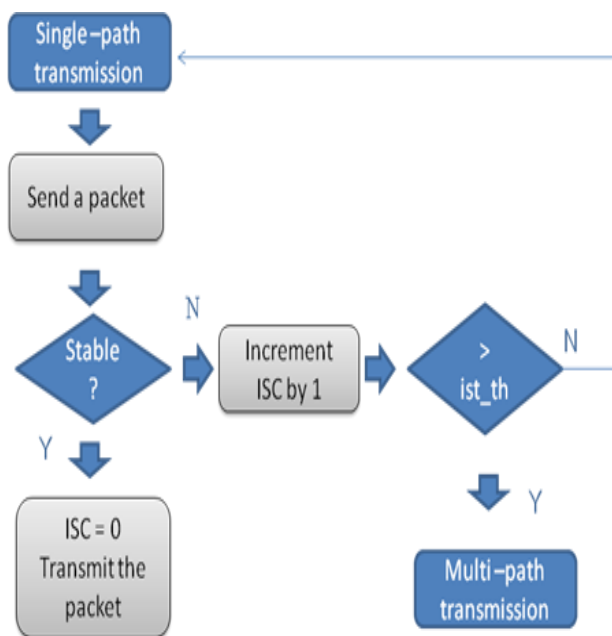 Single–path
transmission
Send a packet
Stable
?
N
Increment
ISC by 1
>
ist_th
N
Y
ISC = 0
Transmit the
packet
Y
Multi–path
transmission